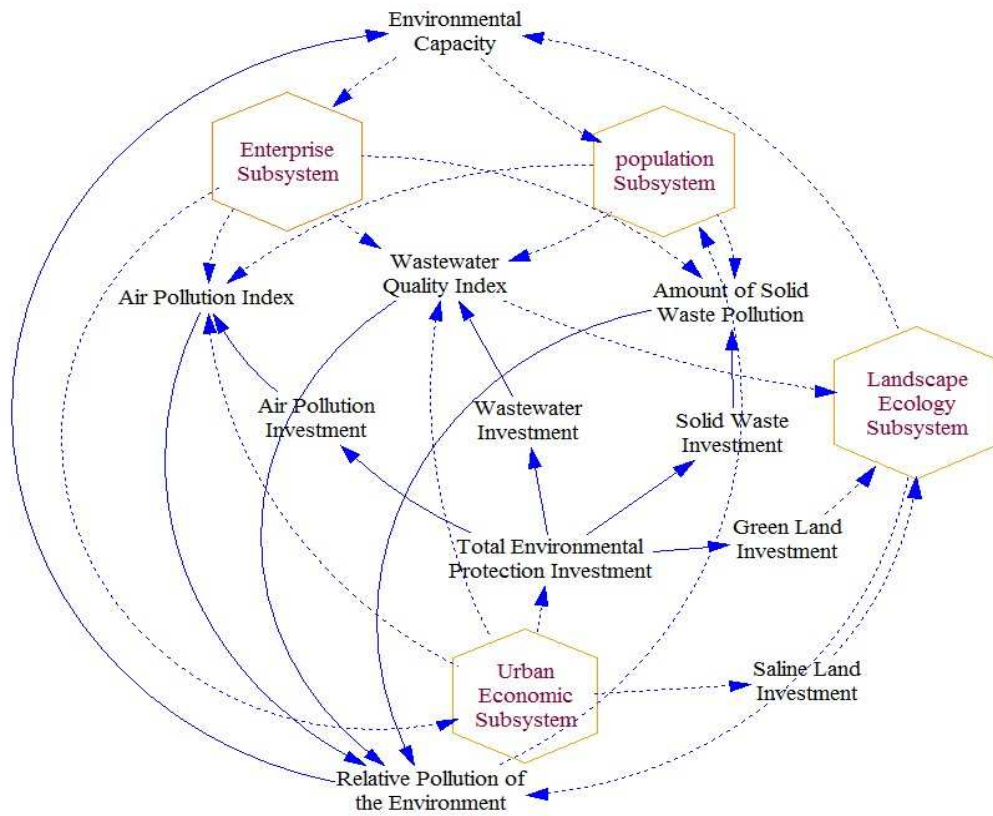 Environmental
Capacity
Enterprise
Subsystem
population
Subsystem
Air Pollution Index
Wastewater
Quality Index
Amount of Solid
Waste Pollution
Landscape
Ecology
Subsystem
Air Pollution
Investment
Wastewater
Investment
Solid Waste
Investment
Green Land
Investment
Total Environmental
Protection Investment
Urban
Economic
Subsystem
Saline Land
Investment
Relative Pollution of
the Environment